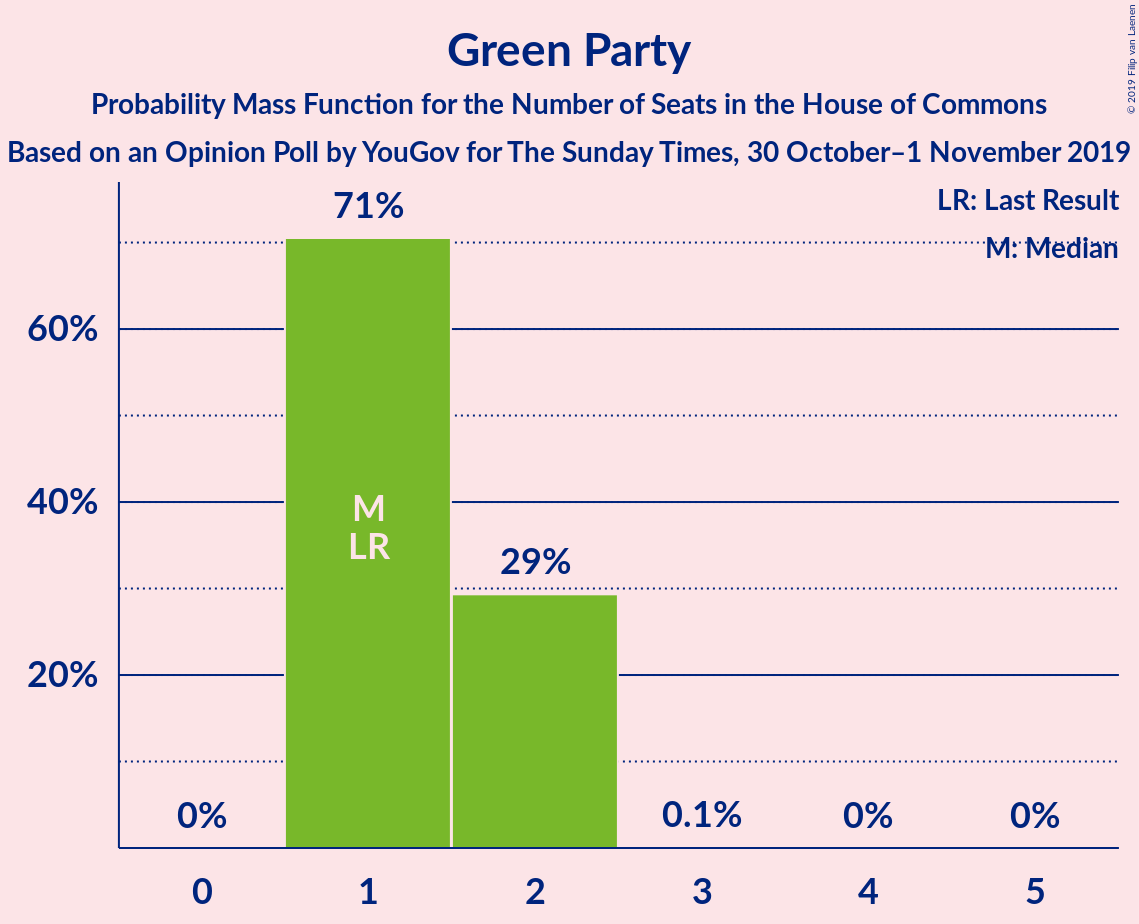 Green Party
Probability Mass Function for the Number of Seats in the House of Commons
Based on an Opinion Poll by YouGov for The Sunday Times, 30 October–1 November 2019
© 2019 Filip van Laenen
LR: Last Result
M: Median
71%
60%
40%
M
LR
29%
20%
0%
0.1%
0%
0%
0
1
2
3
4
5